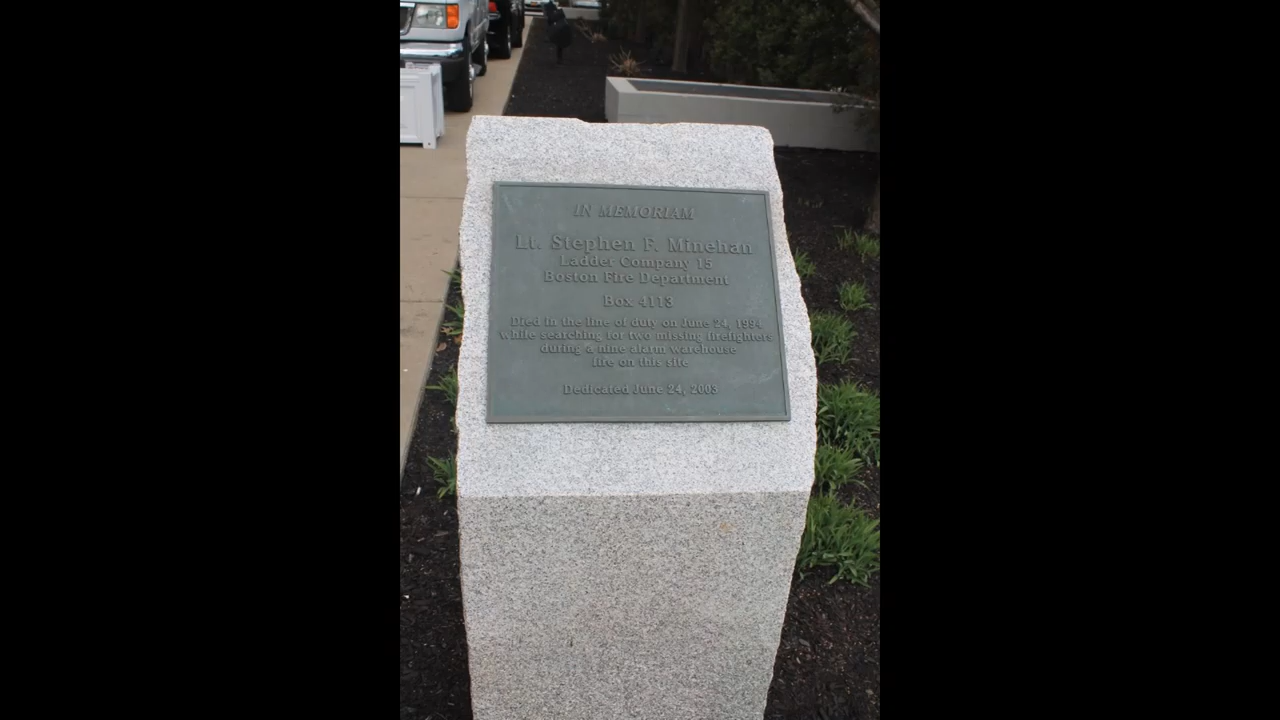 IN MEMORIAM
Lt. Stephen F. Minehan
Ladder Company 15
Boston Fire Department
Box 4113
Died in the line of duty on June 24, 1994
while searching for two missing firefighters
during a nine alarm warehouse
fire on this site
Dedicated June 24, 2003